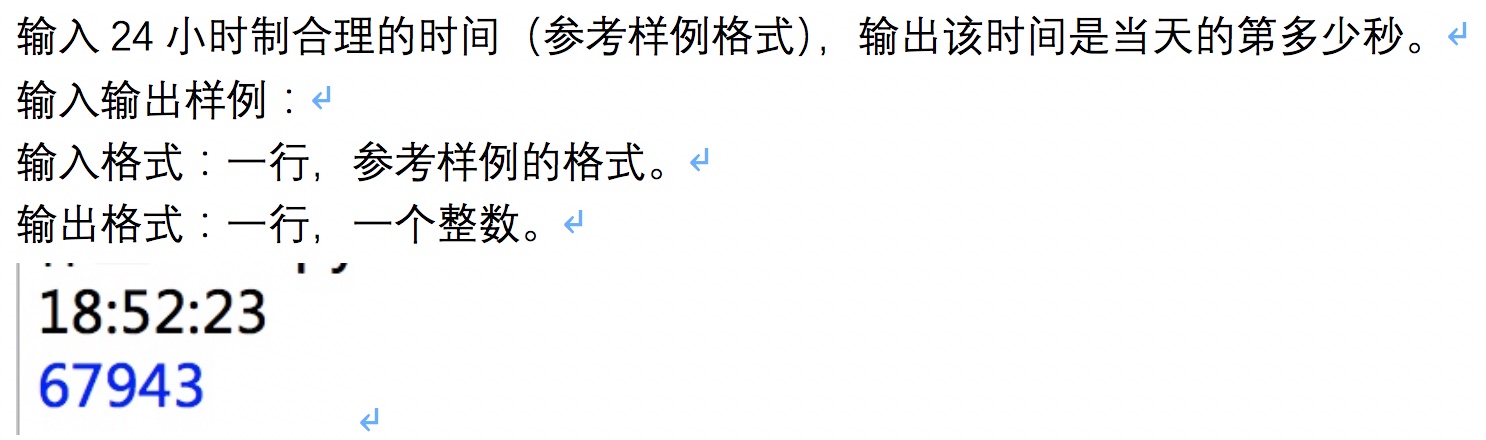 输入 24 小时制合理的时间（参考样例格式），输出该时间是当天的第多少秒。
输入输出样例：
输入格式：一行，参考样例的格式。
输出格式：一行，一个整数。
18:52:23
67943